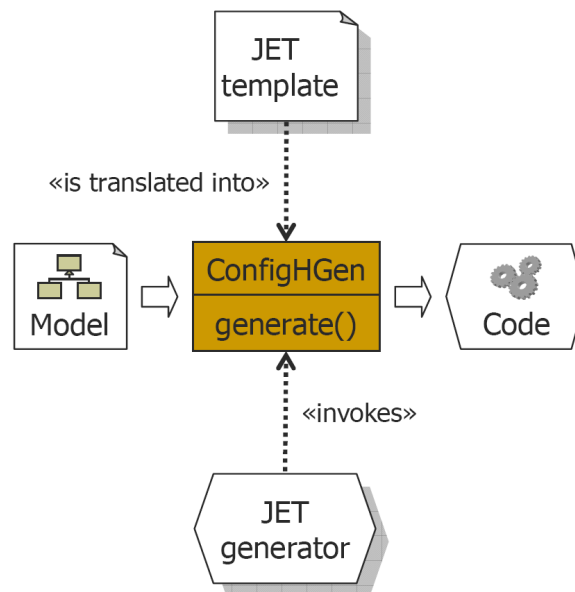 JET
template
«is translated into»
Model
ConfigHGen
generate()
Code
«invokes»
JET
generator